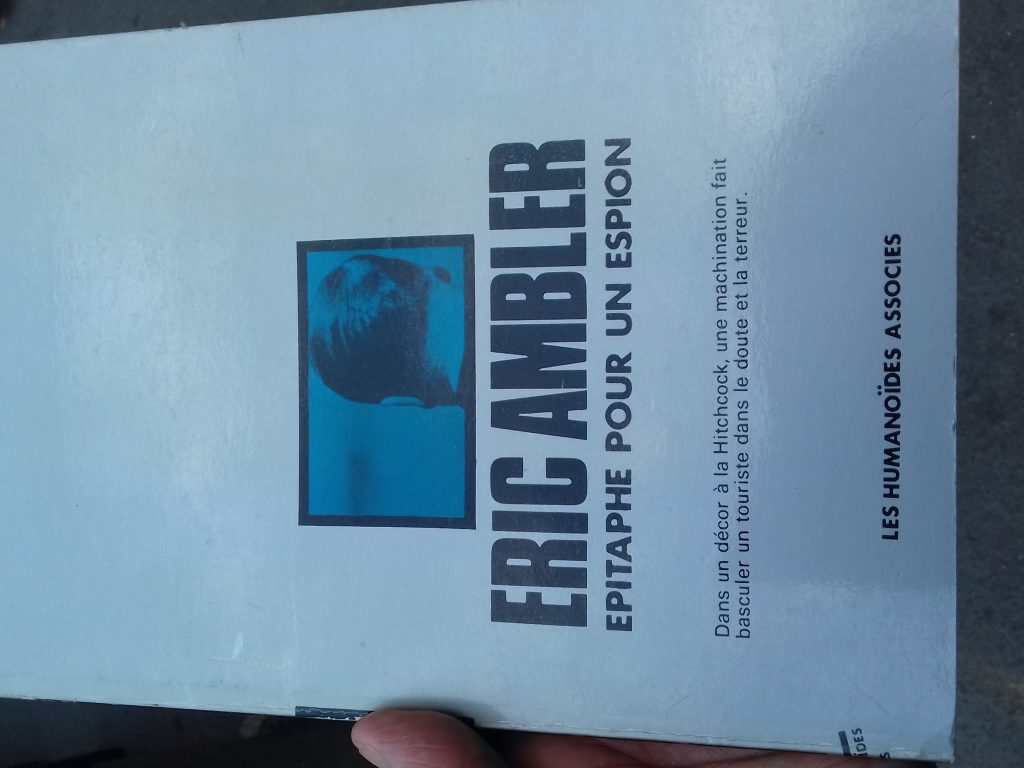 ERIC AMBLER
EPITAPHE POUR UN ESPION
Dans un décor à la Hitchcock, une machination fait
basculer un touriste dans le doute et la terreur.
LES HUMANOÏDES ASSOCIES